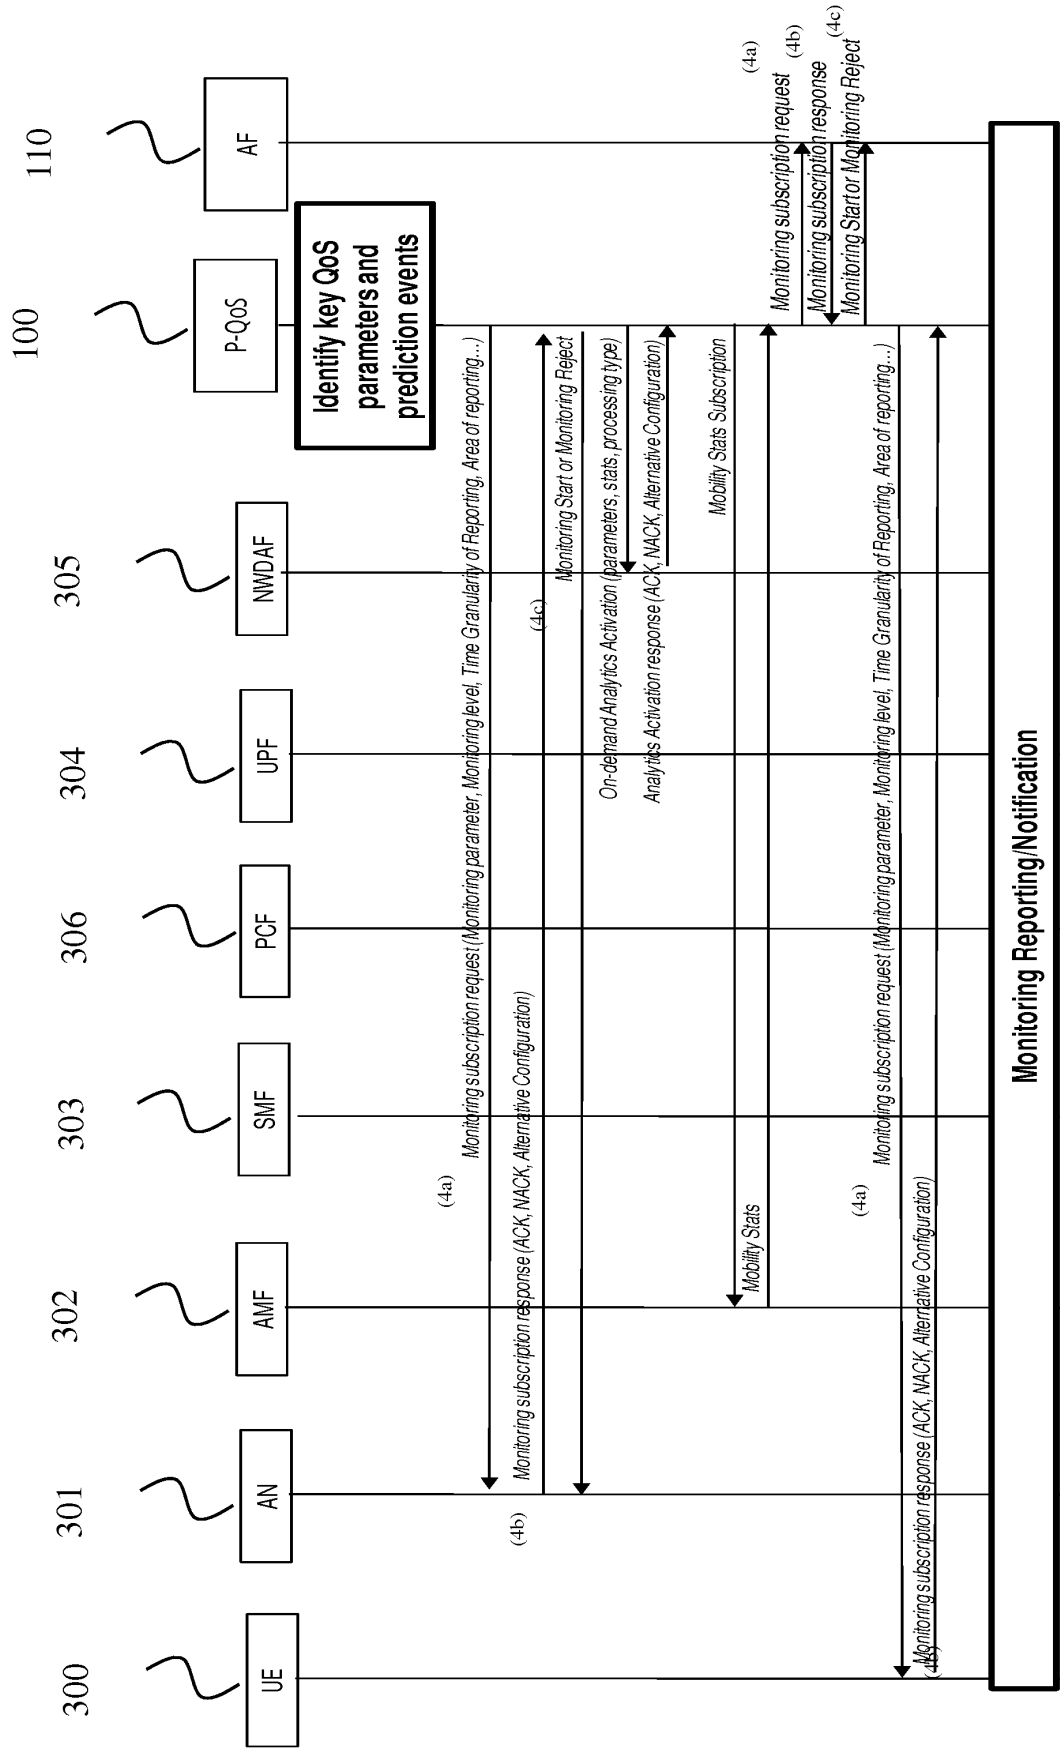 300
301
302
303
306
304
305
100
110
UE
AN
AMF
SMF
PCF
UPF
NWDAF
P-QoS
AF
Identify key QoS
parameters and
prediction events
(4a)
Monitoring subscription request (Monitoring parameter, Monitoring level, Time Granularity of Reporting, Area of reporting...)
(4b)
Monitoring subscription response (ACK, NACK, Alternative Configuration)
(4c)
Monitoring Start or Monitoring Reject
On-demand Analytics Activation (parameters, stats, processing type)
Analytics Activation response (ACK, NACK, Alternative Configuration)
Mobility Stats Subscription
Mobility Stats
(4a)
Monitoring subscription request
(4b)
Monitoring subscription response
(4c)
Monitoring Start or Monitoring Reject
(4a)
Monitoring subscription request (Monitoring parameter, Monitoring level, Time Granularity of Reporting, Area of reporting...)
(4b)
Monitoring subscription response (ACK, NACK, Alternative Configuration)
Monitoring Reporting/Notification